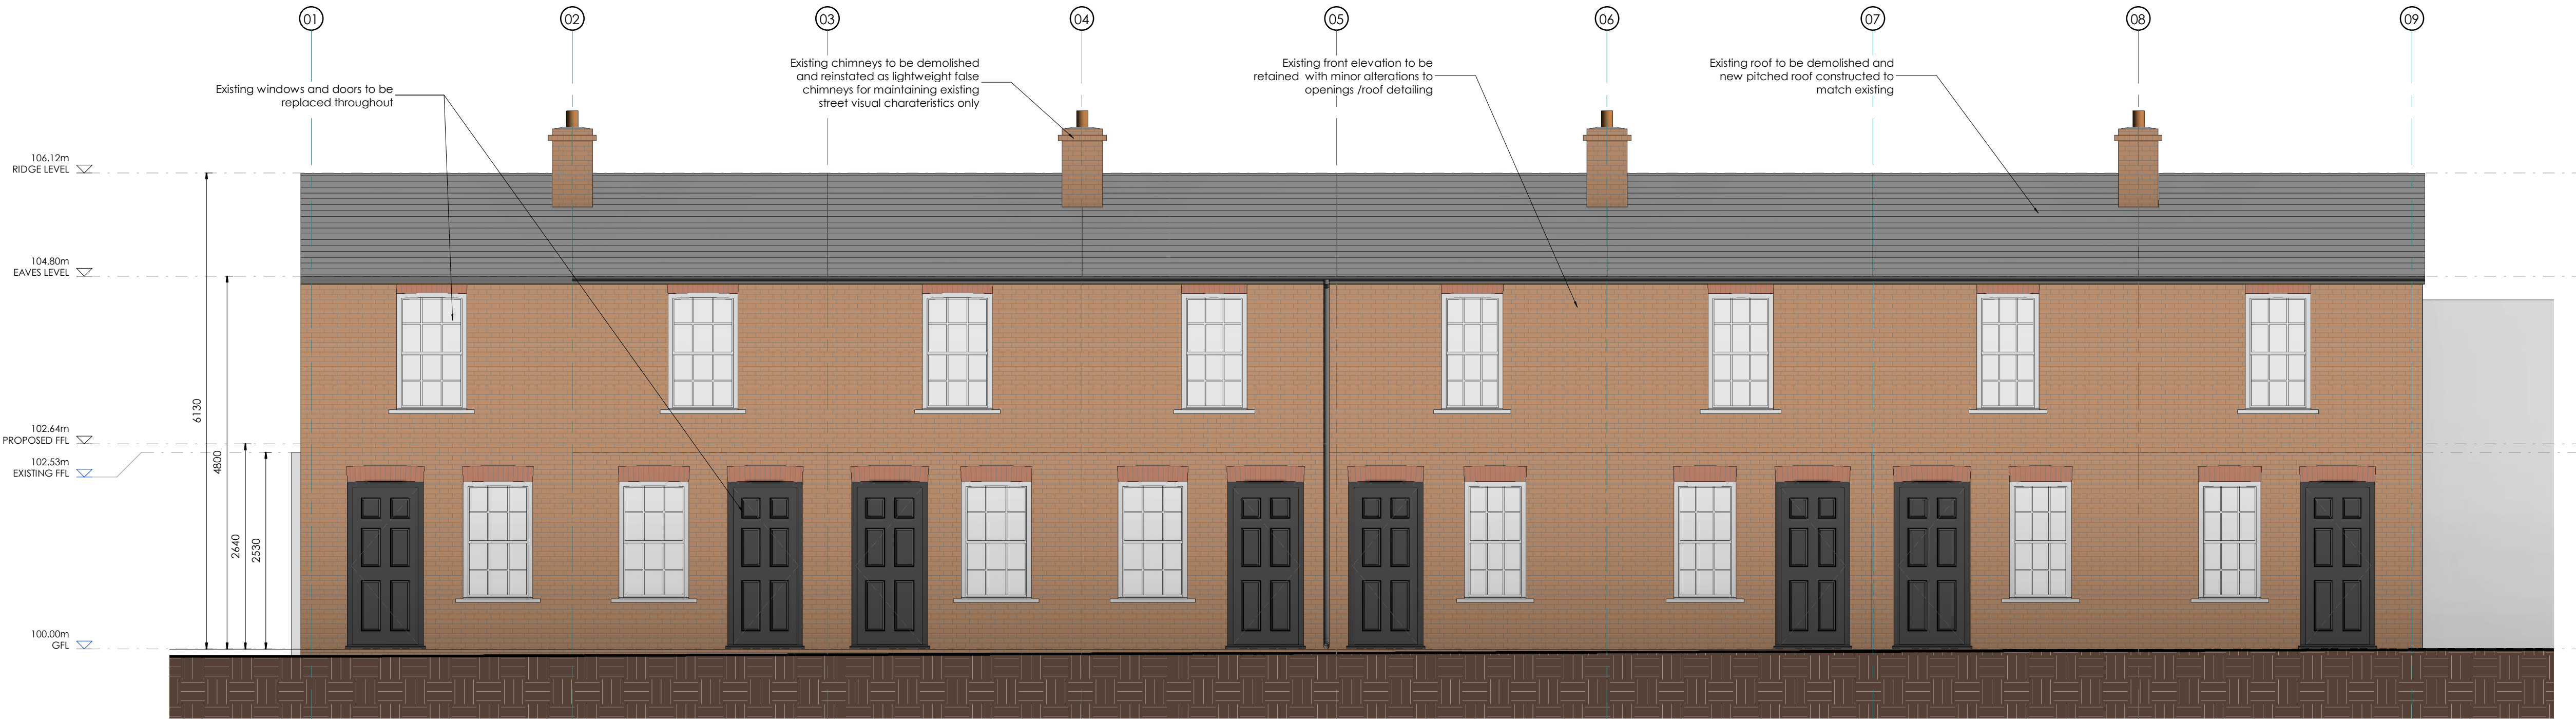 01
02
03
04
05
06
07
08
09
Existing windows and doors to be
replaced throughout
Existing chimneys to be demolished
and reinstated as lightweight false
chimneys for maintaining existing
street visual charateristics only
Existing front elevation to be
retained with minor alterations to
openings /roof detailing
Existing roof to be demolished and
new pitched roof constructed to
match existing
106.12m
RIDGE LEVEL
104.80m
EAVES LEVEL
102.64m
PROPOSED FFL
102.53m
EXISTING FFL
100.00m
GFL
6130
4800
2640
2530